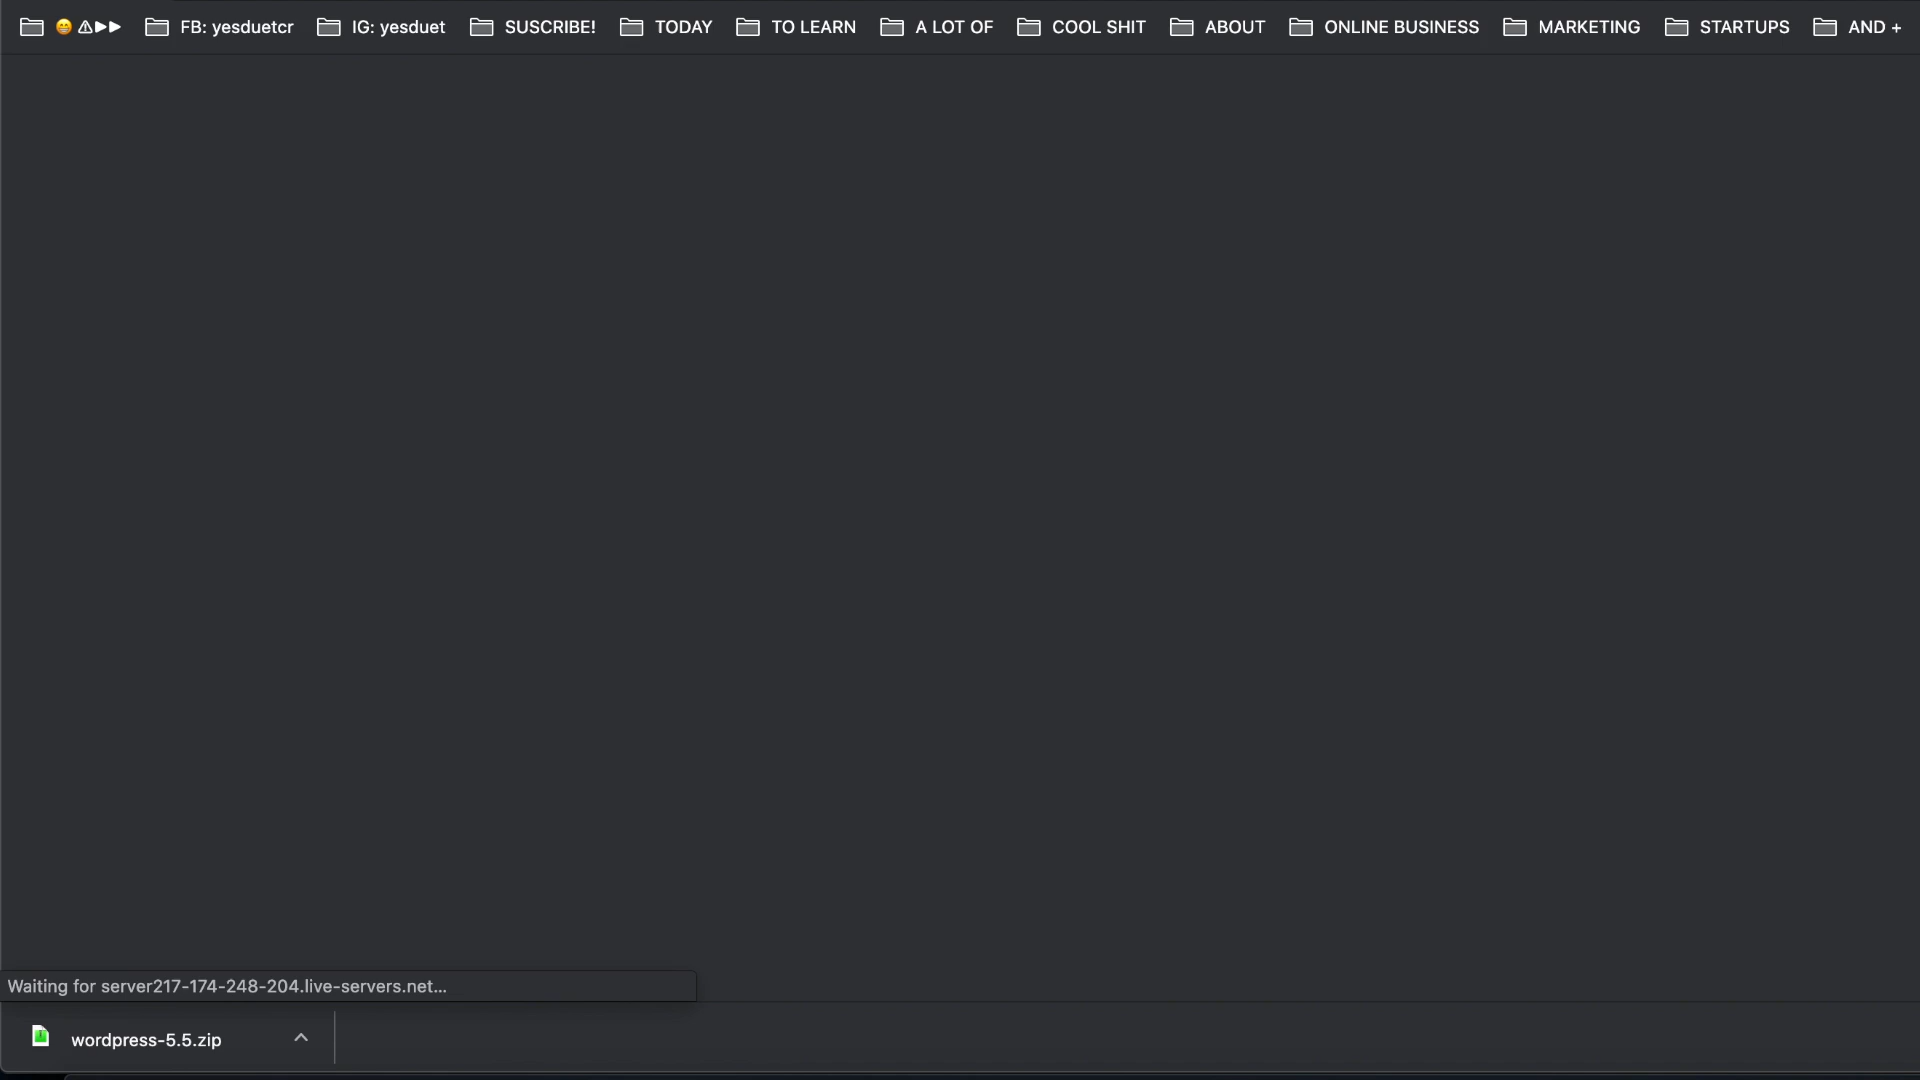 😁⚠▶▶ FB: yesduetcr IG: yesduet SUSCRIBE! TODAY TO LEARN A LOT OF COOL SHIT ABOUT ONLINE BUSINESS MARKETING STARTUPS AND +
Waiting for server217-174-248-204.live-servers.net...
wordpress-5.5.zip